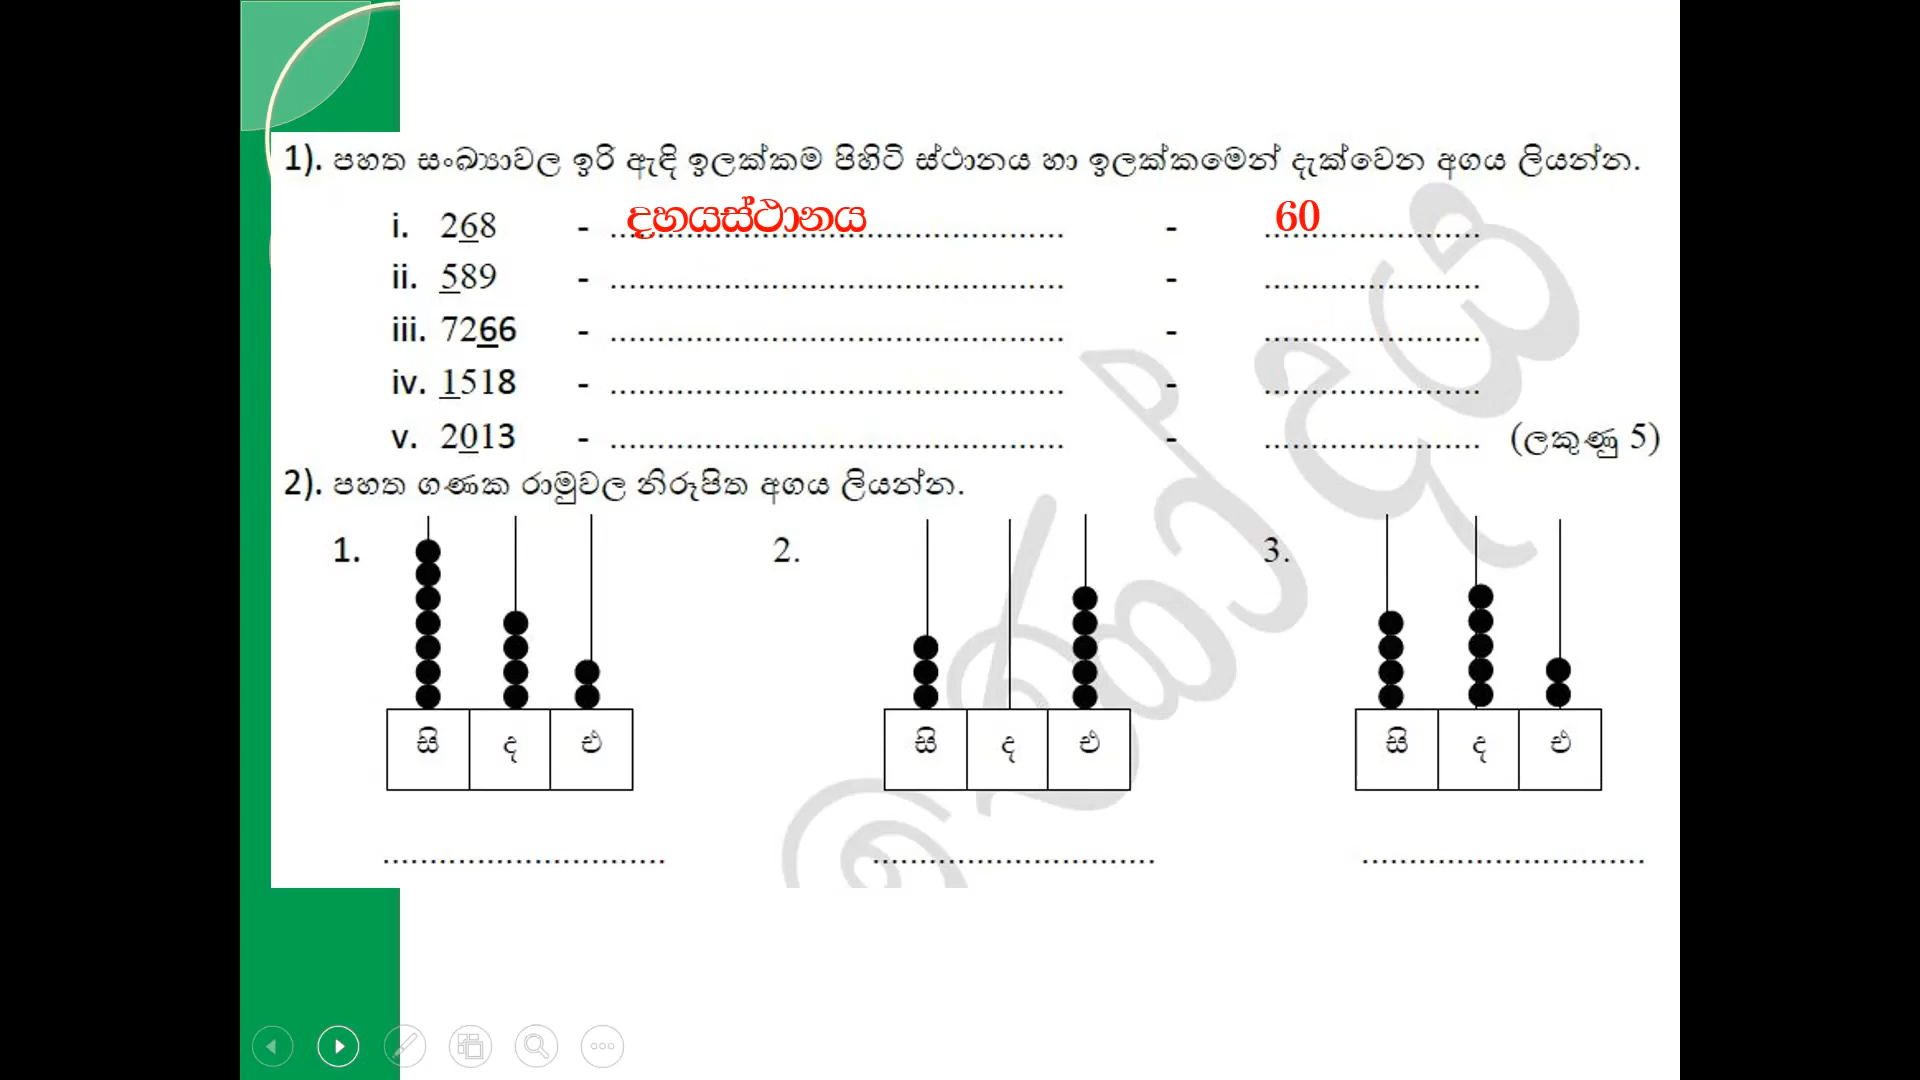 1). පහත සංඛ්‍යාවල ඉරි ඇඳි ඉලක්කම පිහිටි ස්ථානය හා ඉලක්කමෙන් දැක්වෙන අගය ලියන්න.
i. 268 - දහයස්ථානය........................ - 60....................
ii. 589 - ................................................ - .......................
iii. 7266 - ................................................ - .......................
iv. 1518 - ................................................ - .......................
v. 2013 - ................................................ - ....................... (ලකුණු 5)
2). පහත ගණක රාමුවල නිරූපිත අගය ලියන්න.
1. 2. 3.
සි ද එ සි ද එ සි ද එ
.............................. .............................. ..............................